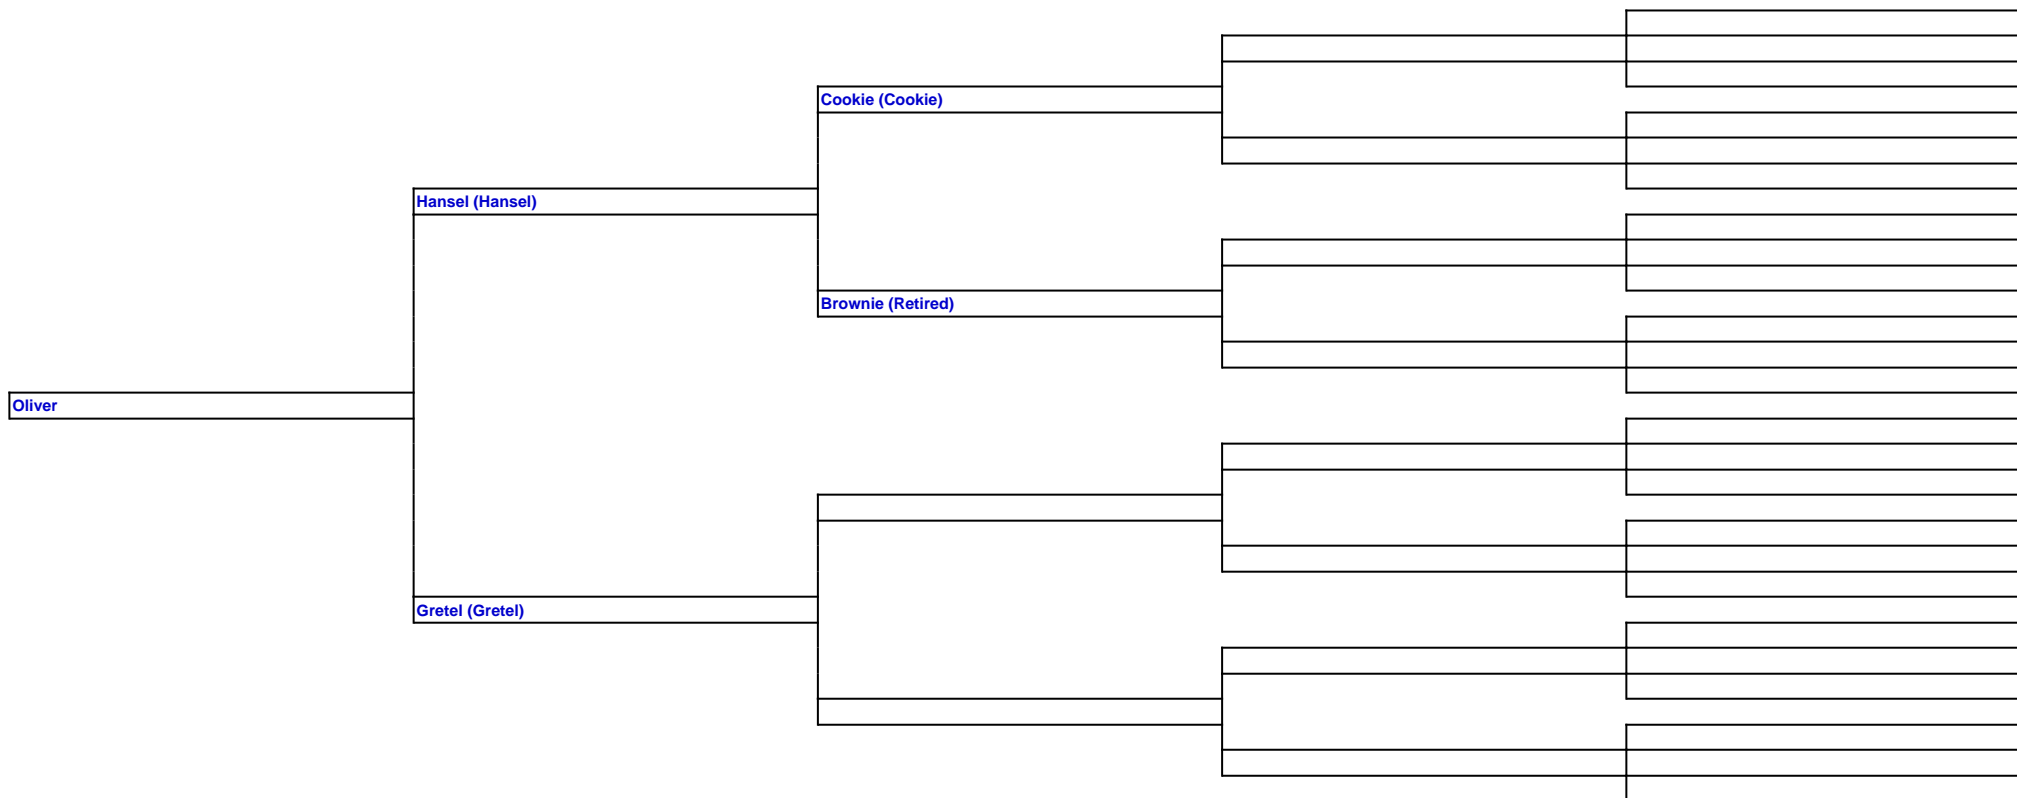 Cookie (Cookie)
Hansel (Hansel)
Brownie (Retired)
Oliver
Gretel (Gretel)